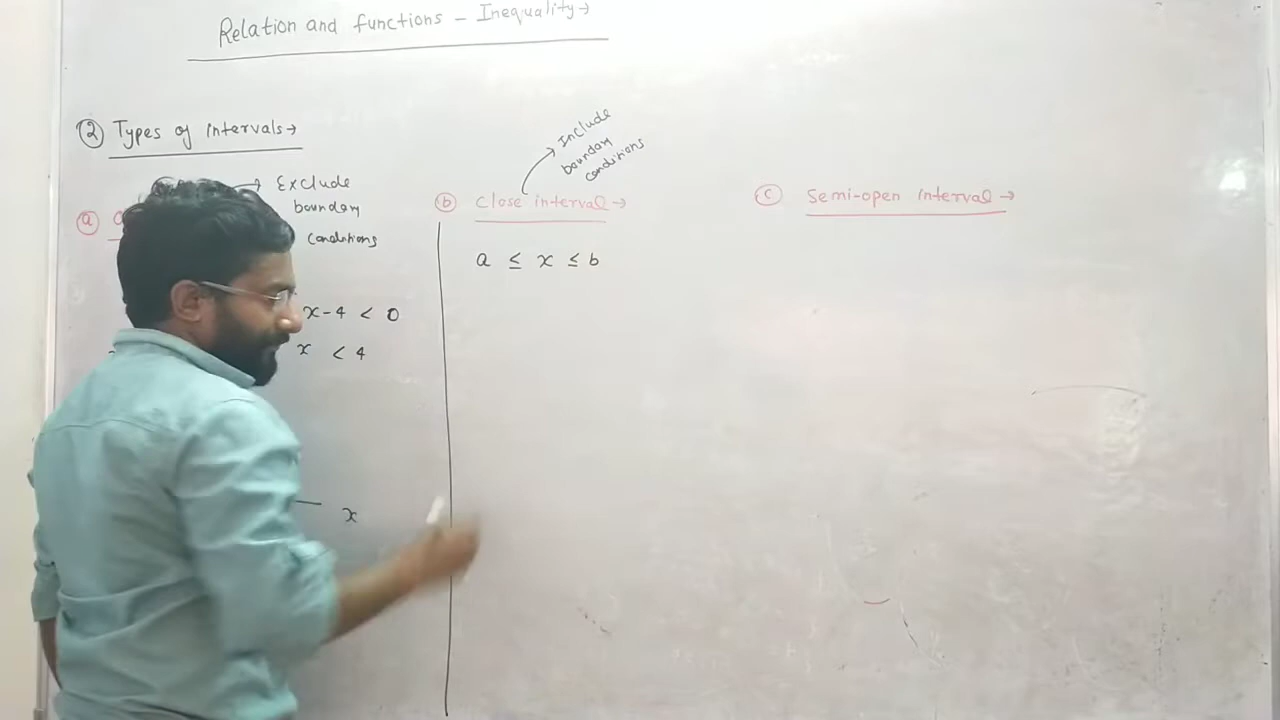 Relation and functions - Inequality →
② Types of intervals →
→ Exclude
boundary
conditions
ⓐ
x-4 < 0
x < 4
x
Include
boundary
conditions
ⓑ Close interval →
a ≤ x ≤ b
ⓒ Semi-open interval →